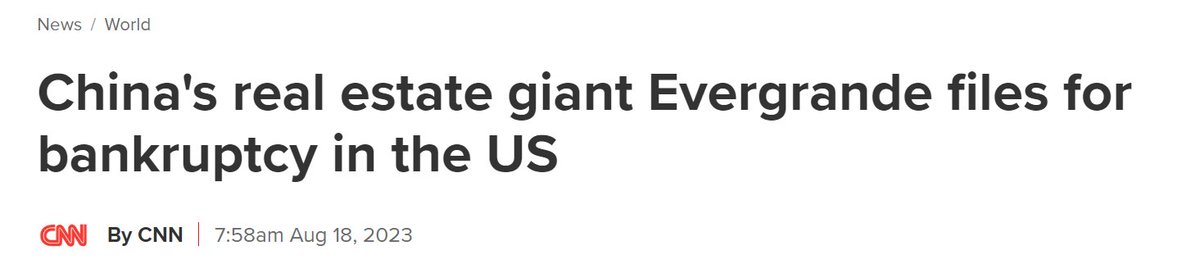 News / World
China's real estate giant Evergrande files for
bankruptcy in the US
CNN By CNN | 7:58am Aug 18, 2023